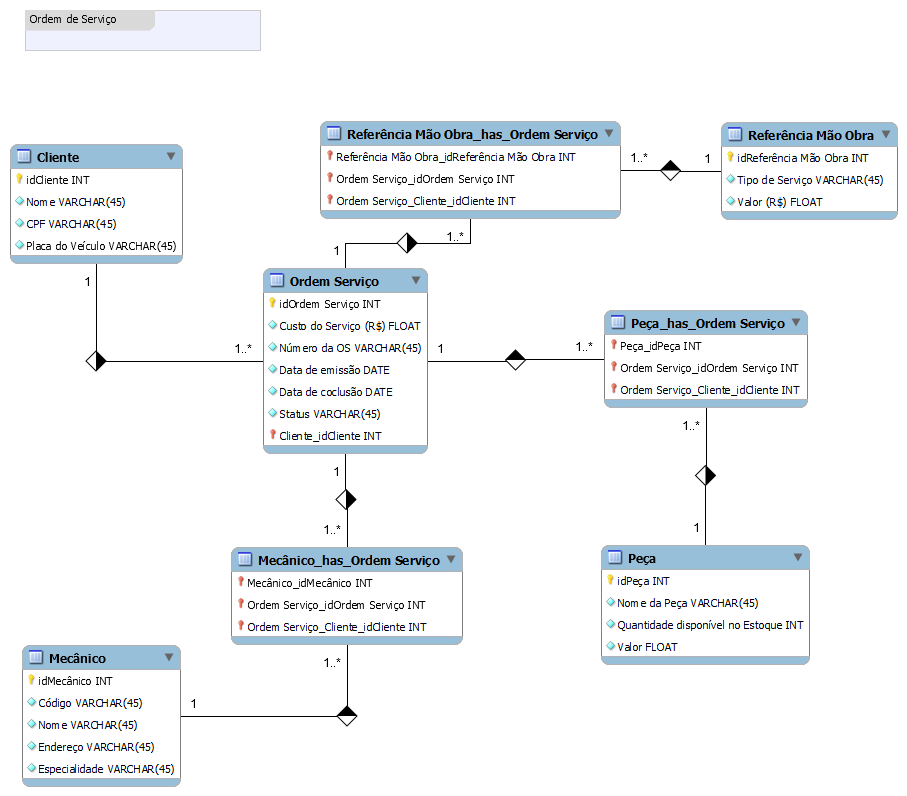 Ordem de Serviço
Referência Mão Obra_has_Ordem Serviço
Referência Mão Obra_idReferência Mão Obra INT
Ordem Serviço_idOrdem Serviço INT
Ordem Serviço_Cliente_idCliente INT
1..*
1
Referência Mão Obra
idReferência Mão Obra INT
Tipo de Serviço VARCHAR(45)
Valor (R$) FLOAT
Cliente
idCliente INT
Nome VARCHAR(45)
CPF VARCHAR(45)
Placa do Veículo VARCHAR(45)
1..*
1
1
1..*
Ordem Serviço
idOrdem Serviço INT
Custo do Serviço (R$) FLOAT
Número da OS VARCHAR(45)
Data de emissão DATE
Data de coclusão DATE
Status VARCHAR(45)
Cliente_idCliente INT
1
1..*
Peça_has_Ordem Serviço
Peça_idPeça INT
Ordem Serviço_idOrdem Serviço INT
Ordem Serviço_Cliente_idCliente INT
1..*
1
Peça
idPeça INT
Nome da Peça VARCHAR(45)
Quantidade disponível no Estoque INT
Valor FLOAT
1
1..*
Mecânico_has_Ordem Serviço
Mecânico_idMecânico INT
Ordem Serviço_idOrdem Serviço INT
Ordem Serviço_Cliente_idCliente INT
1..*
1
Mecânico
idMecânico INT
Código VARCHAR(45)
Nome VARCHAR(45)
Endereço VARCHAR(45)
Especialidade VARCHAR(45)